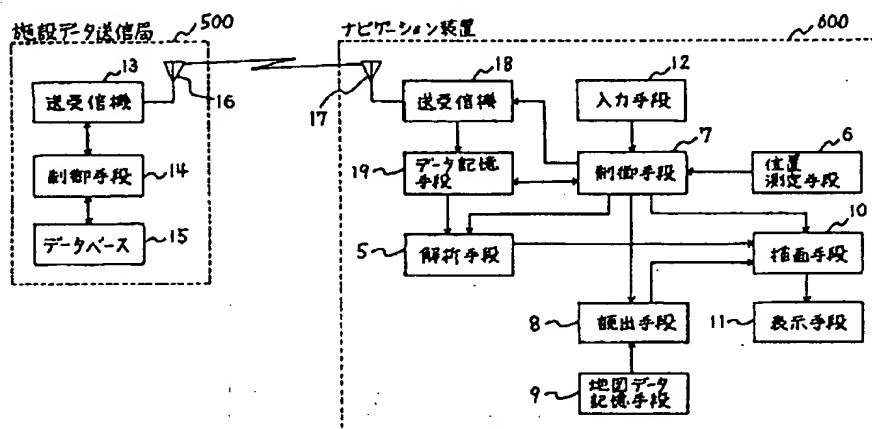 施設データ送信局
500
13
送受信機
16
制御手段
14
データベース
15
ナビゲーション装置
600
17
18
送受信機
12
入力手段
7
制御手段
6
位置
測定手段
19
データ記憶
手段
5
解析手段
10
描画手段
8
読出手段
11
表示手段
9
地図データ
記憶手段